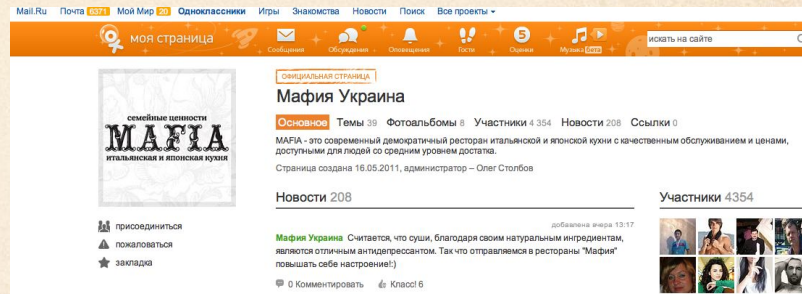 Mail.Ru Почта 6371 Мой Мир 20 Одноклассники Игры Знакомства Новости Поиск Все проекты
моя страница Сообщения Обсуждения Оповещения Гости 5 Оценки Музыка бета искать на сайте
ОФИЦИАЛЬНАЯ СТРАНИЦА
Мафия Украина
семейные ценности
MAFIA
итальянская и японская кухня
Основное Темы 39 Фотоальбомы 8 Участники 4 354 Новости 208 Ссылки 0
MAFIA - это современный демократичный ресторан итальянской и японской кухни с качественным обслуживанием и ценами,
доступными для людей со средним уровнем достатка.
Страница создана 16.05.2011, администратор – Олег Столбов
присоединиться
пожаловаться
закладка
Новости 208
добавлена вчера 13:17
Мафия Украина Считается, что суши, благодаря своим натуральным ингредиентам,
являются отличным антидепрессантом. Так что отправляемся в рестораны "Мафия"
повышать себе настроение!:)
0 Комментировать Класс! 6
Участники 4354